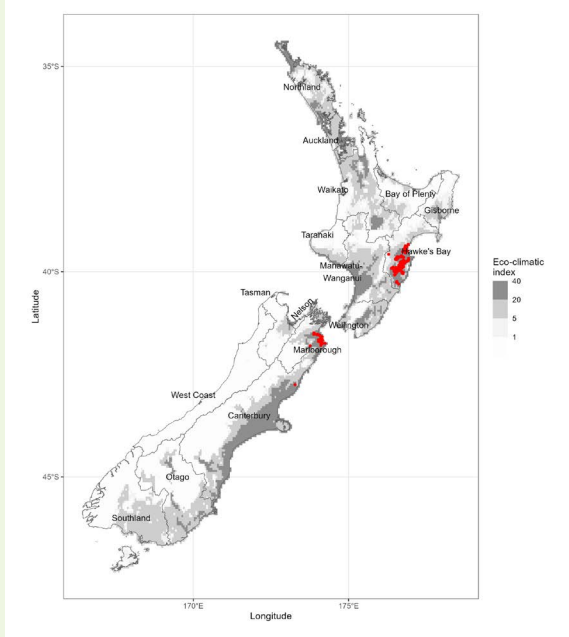 35°S
Northland
Auckland
Waikato
Bay of Plenty
Gisborne
Taranaki
Hawke's Bay
Manawatu-
Wanganui
40°S
Tasman
Nelson
Wellington
Marlborough
West Coast
Canterbury
45°S
Otago
Southland
Latitude
170°E
175°E
Longitude
Eco-climatic
index
40
20
5
1